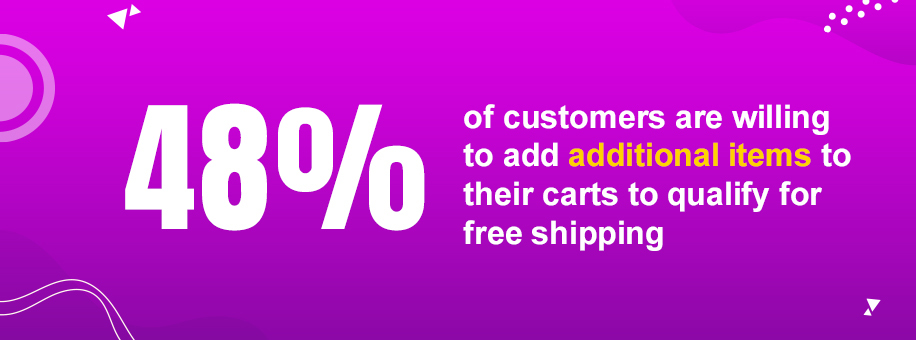 48%
of customers are willing
to add additional items to
their carts to qualify for
free shipping